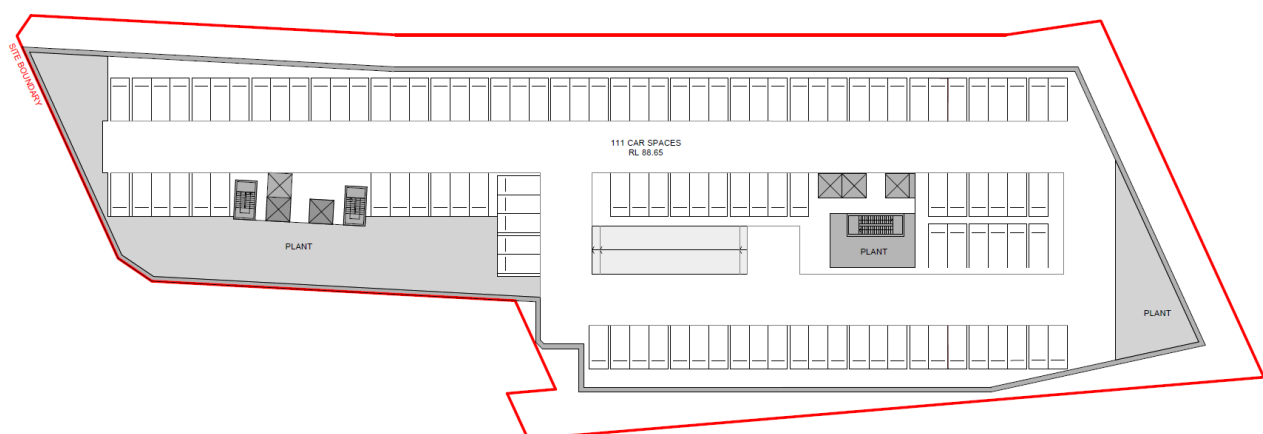 SITE BOUNDARY
111 CAR SPACES
RL 88.65
PLANT
PLANT
PLANT